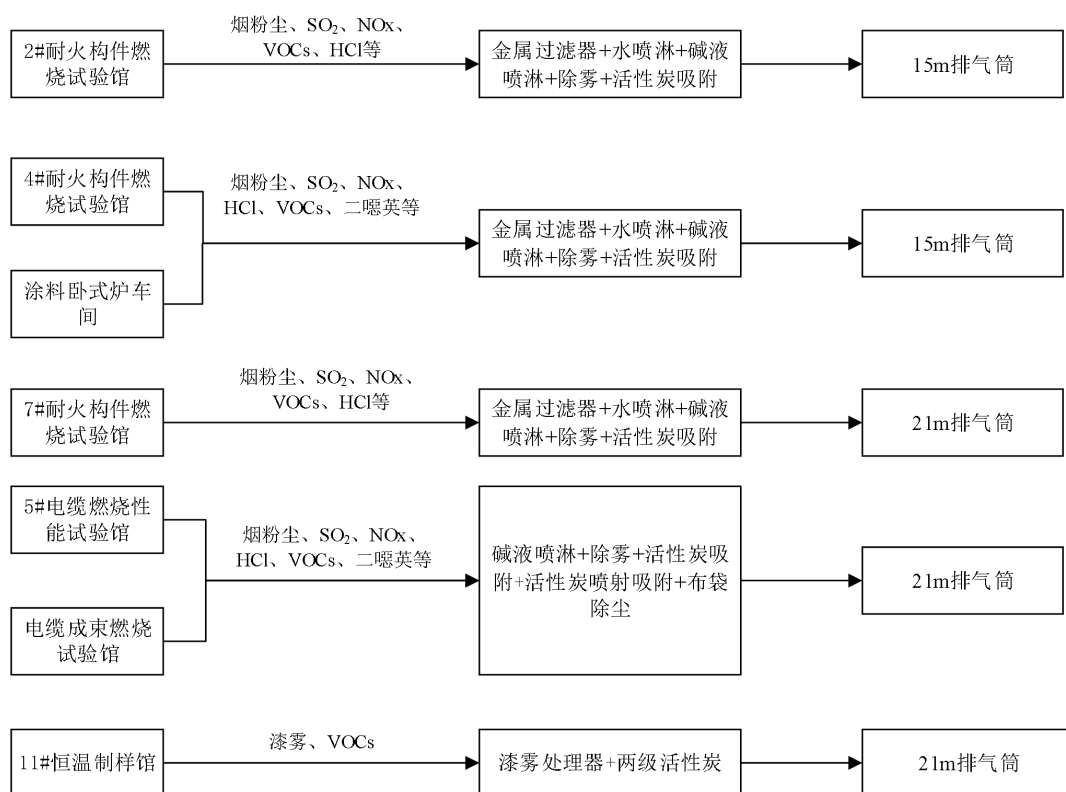 烟粉尘、SO₂、NOx、
VOCs、HCl等
2#耐火构件燃
烧试验馆
金属过滤器+水喷淋+碱液
喷淋+除雾+活性炭吸附
15m排气筒
4#耐火构件燃
烧试验馆
烟粉尘、SO₂、NOx、
HCl、VOCs、二噁英等
涂料卧式炉车
间
金属过滤器+水喷淋+碱液
喷淋+除雾+活性炭吸附
15m排气筒
烟粉尘、SO₂、NOx、
VOCs、HCl等
7#耐火构件燃
烧试验馆
金属过滤器+水喷淋+碱液
喷淋+除雾+活性炭吸附
21m排气筒
5#电缆燃烧性
能试验馆
烟粉尘、SO₂、NOx、
HCl、VOCs、二噁英等
电缆成束燃烧
试验馆
碱液喷淋+除雾+活性炭吸
附+活性炭喷射吸附+布袋
除尘
21m排气筒
11#恒温制样馆
漆雾、VOCs
漆雾处理器+两级活性炭
21m排气筒